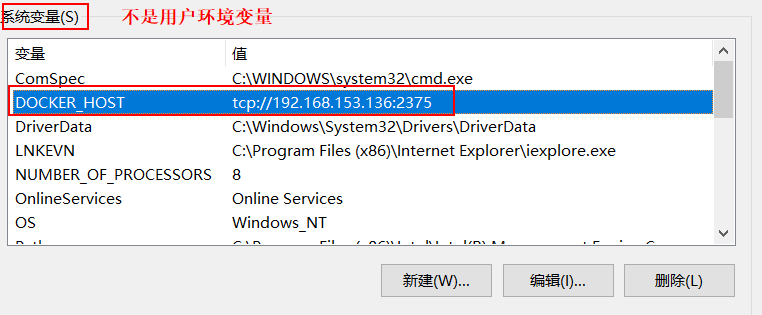 系统变量(S) 不是用户环境变量
变量 值
ComSpec C:\WINDOWS\system32\cmd.exe
DOCKER_HOST tcp://192.168.153.136:2375
DriverData C:\Windows\System32\Drivers\DriverData
LNKEVN C:\Program Files (x86)\Internet Explorer\iexplore.exe
NUMBER_OF_PROCESSORS 8
OnlineServices Online Services
OS Windows_NT
新建(W)... 编辑(I)... 删除(L)